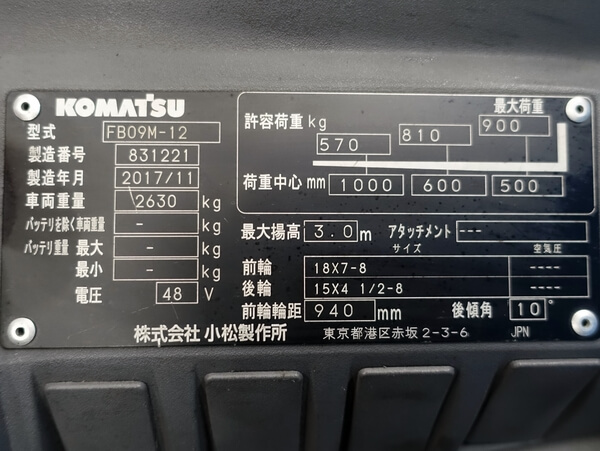 KOMATSU
型式 FB09M-12
製造番号 831221
製造年月 2017/11
車両重量 2630 kg
バッテリを除く車両重量 - kg
バッテリ重量 最大 - kg
最小 - kg
電圧 48 V
最大荷重
許容荷重 kg 570 810 900
荷重中心 mm 1000 600 500
最大揚高 3.0 m アタッチメント ---
サイズ 空気圧
前輪 18X7-8 ----
後輪 15X4 1/2-8 ----
前輪輪距 940 mm 後傾角 10°
株式会社 小松製作所 東京都港区赤坂 2-3-6 JPN